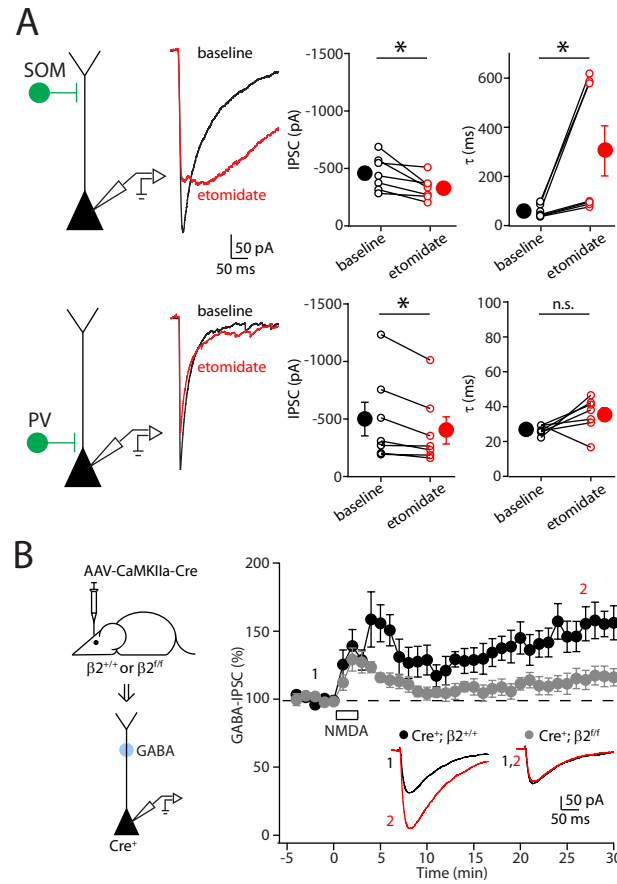 A
SOM
baseline
etomidate
50 pA
50 ms
-1500
-1000
-500
0
IPSC (pA)
*
baseline
etomidate
600
400
200
0
τ (ms)
*
baseline
etomidate
PV
baseline
etomidate
-1500
-1000
-500
0
IPSC (pA)
*
baseline
etomidate
100
80
60
40
20
0
τ (ms)
n.s.
baseline
etomidate
50 pA
50 ms
B
AAV-CaMKIIa-Cre
β2+/+ or β2f/f
GABA
Cre+
200
150
100
50
0
GABA-IPSC (%)
1
2
NMDA
Cre+; β2+/+
Cre+; β2f/f
1
2
1,2
-5
0
5
10
15
20
25
30
Time (min)